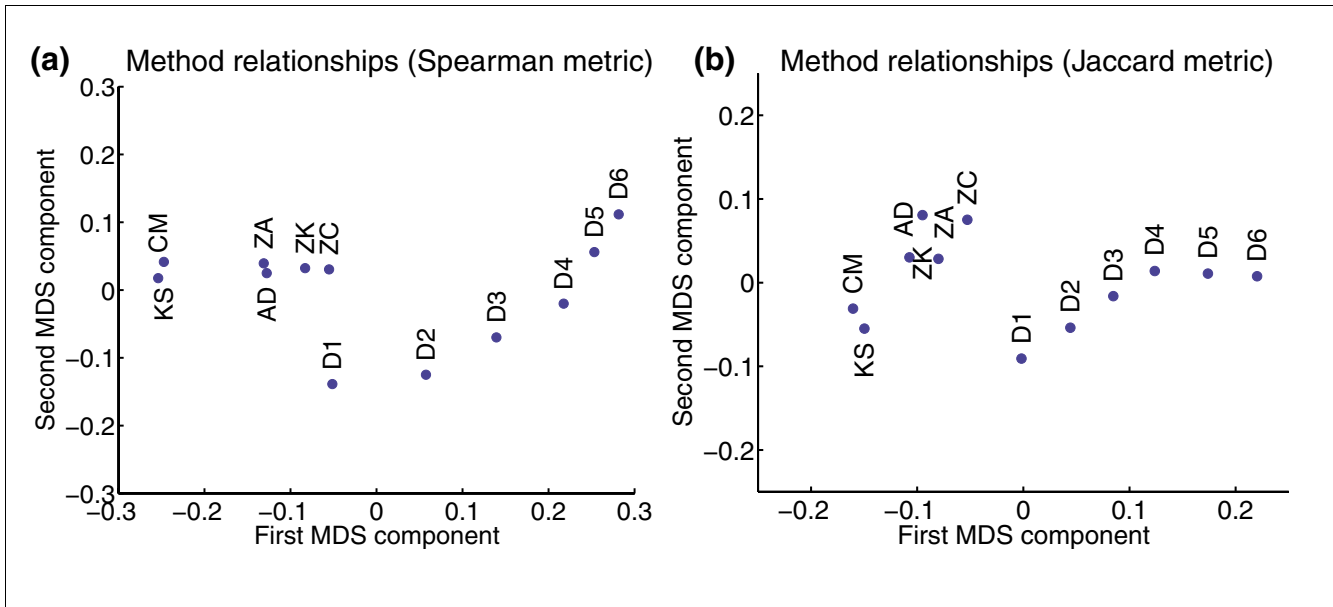 (a) Method relationships (Spearman metric)
0.3
0.2
0.1
0
−0.1
−0.2
−0.3
Second MDS component
CM
KS
ZA
AD
ZK
ZC
D1
D2
D3
D4
D5
D6
−0.3 −0.2 −0.1 0 0.1 0.2 0.3
First MDS component
(b) Method relationships (Jaccard metric)
0.2
0.1
0
−0.1
−0.2
Second MDS component
CM
KS
AD
ZK
ZA
ZC
D1
D2
D3
D4
D5
D6
−0.2 −0.1 0 0.1 0.2
First MDS component